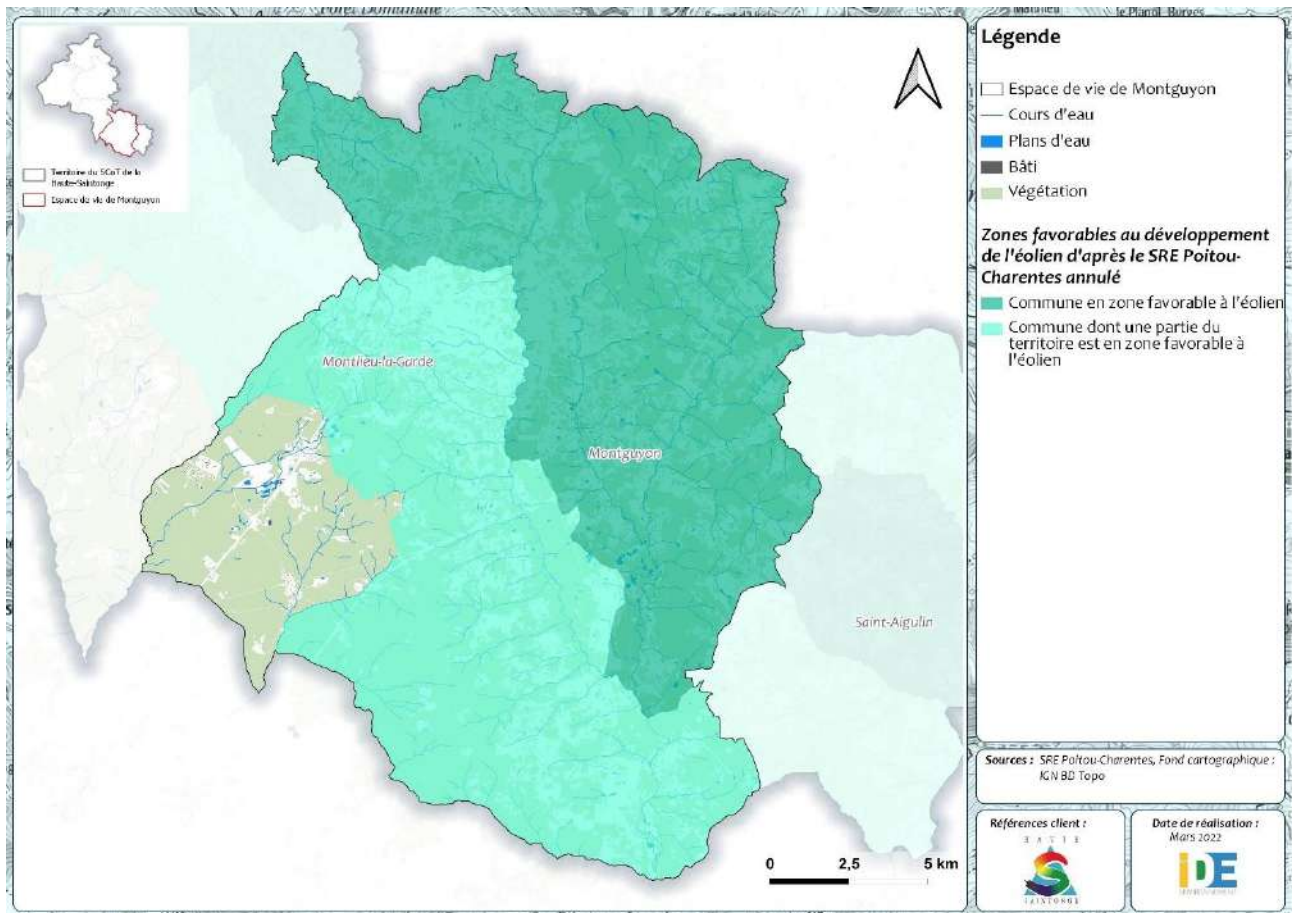 Territoire du SCoT de la
Haute-Saintonge
Espace de vie de Montguyon
Montlieu-la-Garde
Montguyon
Saint-Aigulin
0 2,5 5 km
Légende
Espace de vie de Montguyon
Cours d'eau
Plans d'eau
Bâti
Végétation
Zones favorables au développement
de l'éolien d'après le SRE Poitou-
Charentes annulé
Commune en zone favorable à l'éolien
Commune dont une partie du
territoire est en zone favorable à
l'éolien
Sources : SRE Poitou-Charentes, Fond cartographique :
IGN BD Topo
Références client :
HAUTE
SAINTONGE
Date de réalisation :
Mars 2022
IDE
ENVIRONNEMENT